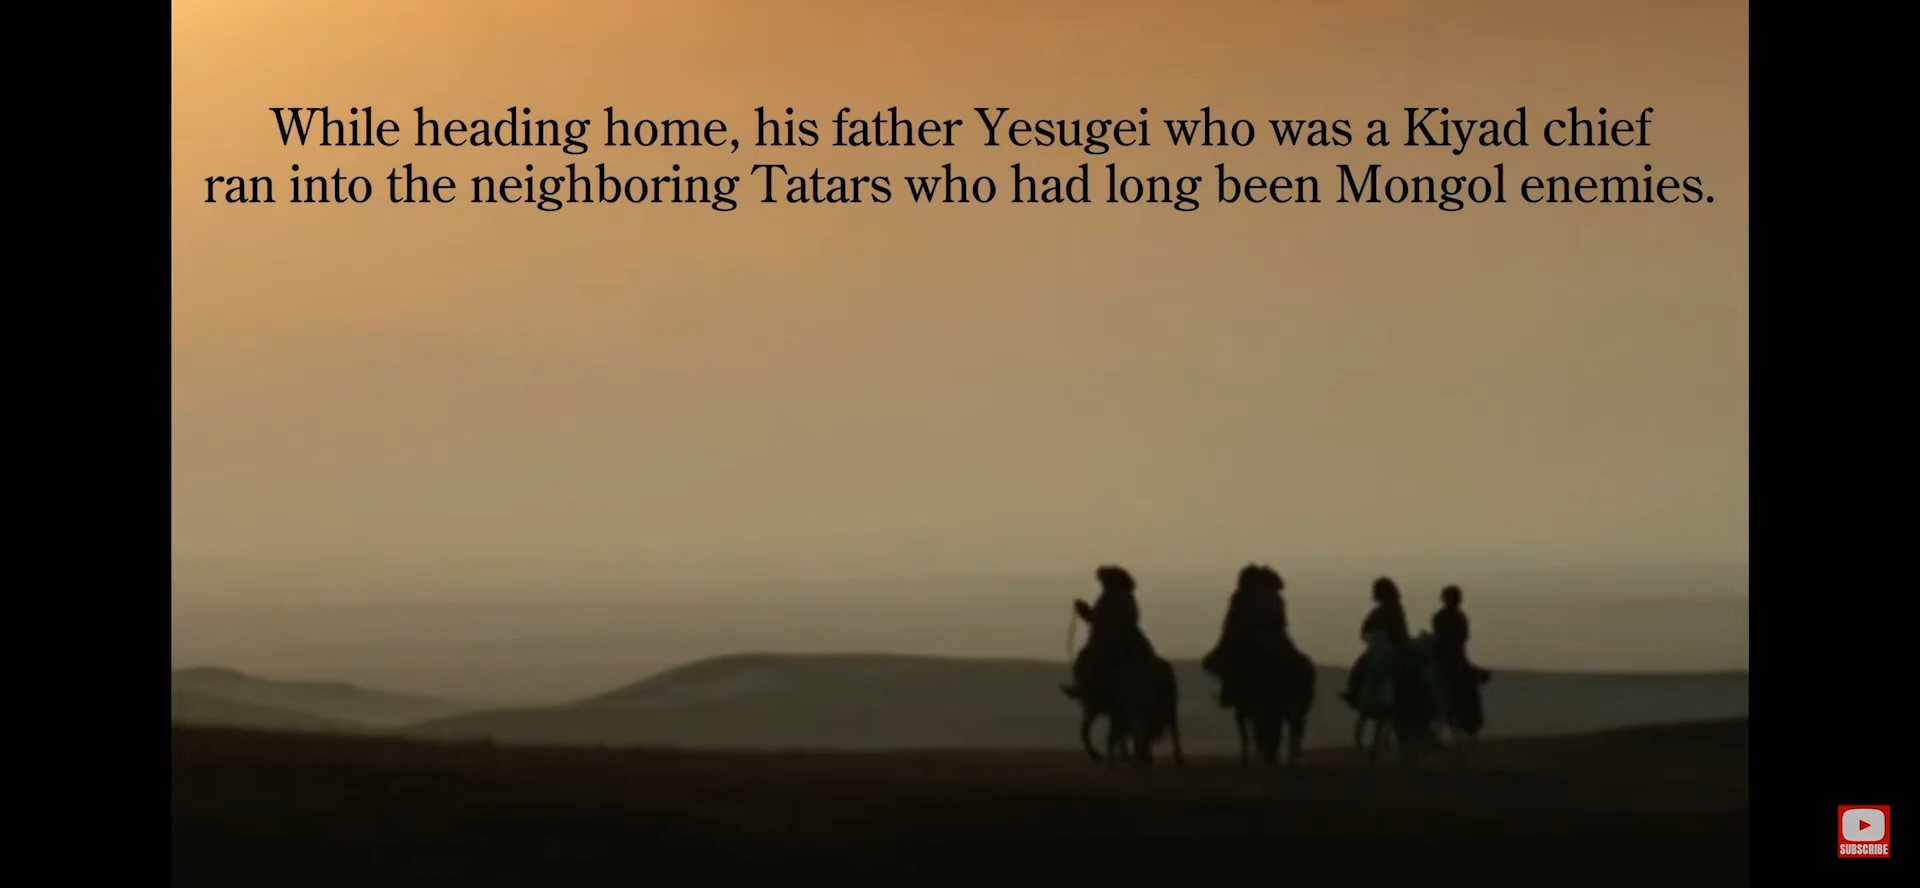 While heading home, his father Yesugei who was a Kiyad chief
ran into the neighboring Tatars who had long been Mongol enemies.
SUBSCRIBE